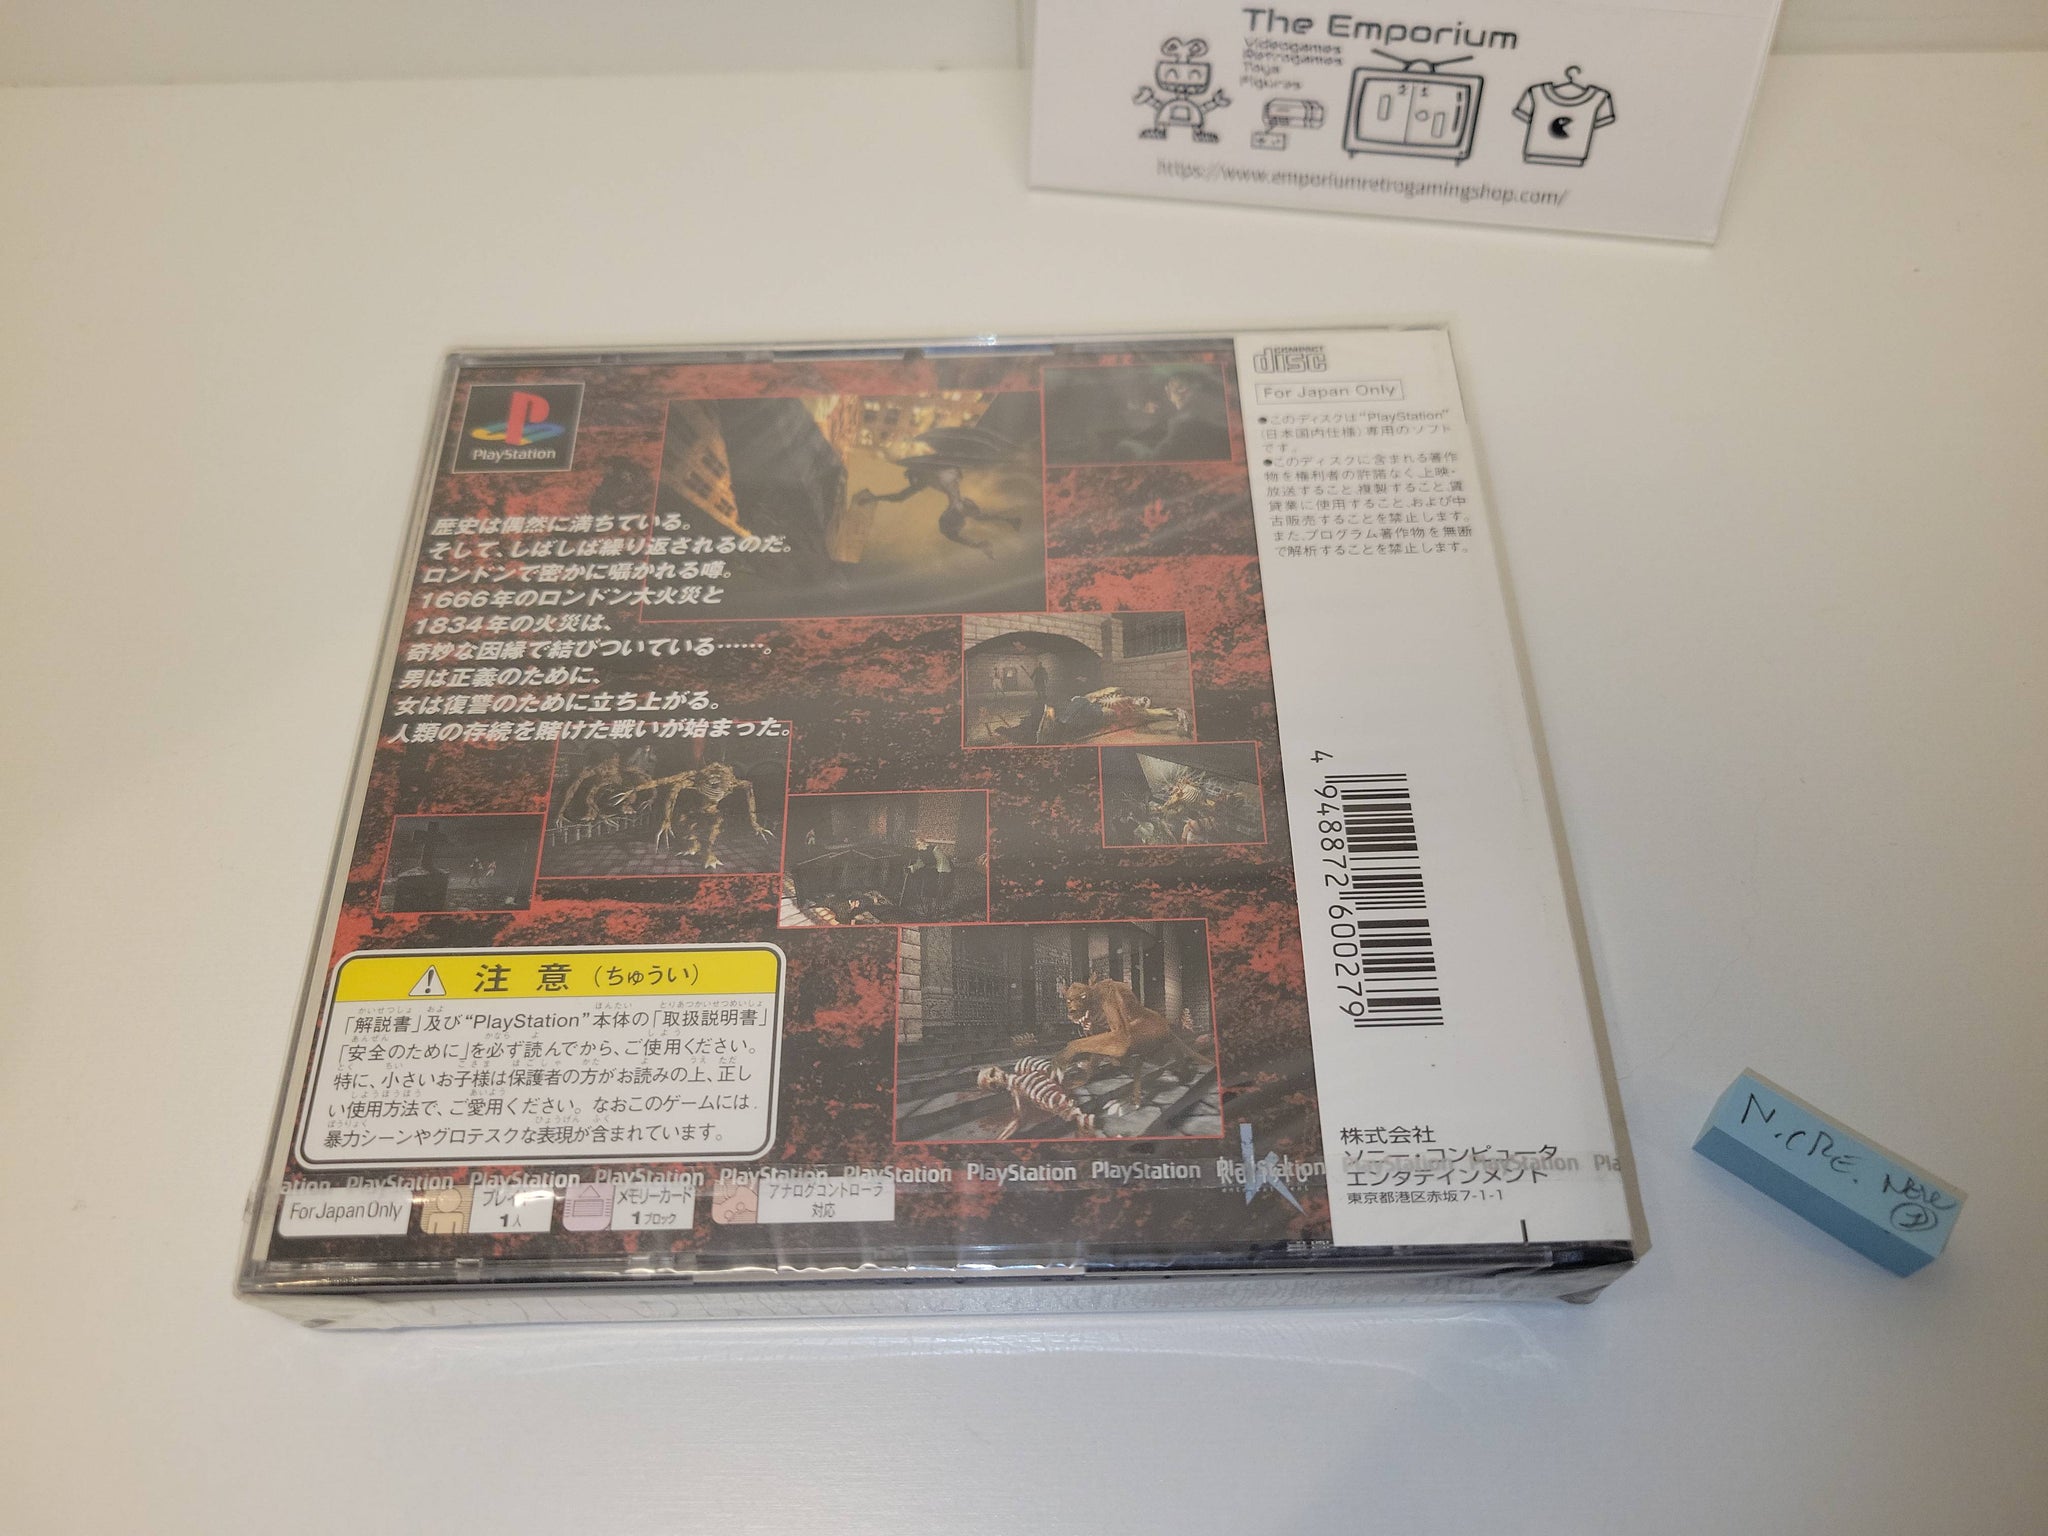 The Emporium
Videogames
Retrogames
Toys
Figures
https://www.emporiumretrogamingshop.com/
PlayStation
歴史は偶然に満ちている。
そして、しばしば繰り返されるのだ。
ロンドンで密かに囁かれる噂。
1666年のロンドン大火災と
1834年の火災は、
奇妙な因縁で結びついている……。
男は正義のために、
女は復讐のために立ち上がる。
人類の存続を賭けた戦いが始まった。
注意(ちゅうい)
「解説書」及び“PlayStation”本体の「取扱説明書」
「安全のために」を必ず読んでから、ご使用ください。
特に、小さいお子様は保護者の方がお読みの上、正し
い使用方法で、ご愛用ください。なおこのゲームには
暴力シーンやグロテスクな表現が含まれています。
PlayStation PlayStation PlayStation PlayStation PlayStation PlayStation PlayStation
For Japan Only
プレイヤー
1人
メモリーカード
1ブロック
アナログコントローラ
対応
COMPACT
disc
For Japan Only
●このディスクは“PlayStation”
(日本国内仕様)専用のソフト
です。
●このディスクに含まれる著作
物を権利者の許諾なく、上映・
放送すること、複製すること、賃
貸業に使用すること、および中
古販売することを禁止します。
また、プログラム著作物を無断
で解析することを禁止します。
4 948872 600279
株式会社
ソニー・コンピュータ
エンタテインメント
東京都港区赤坂7-1-1